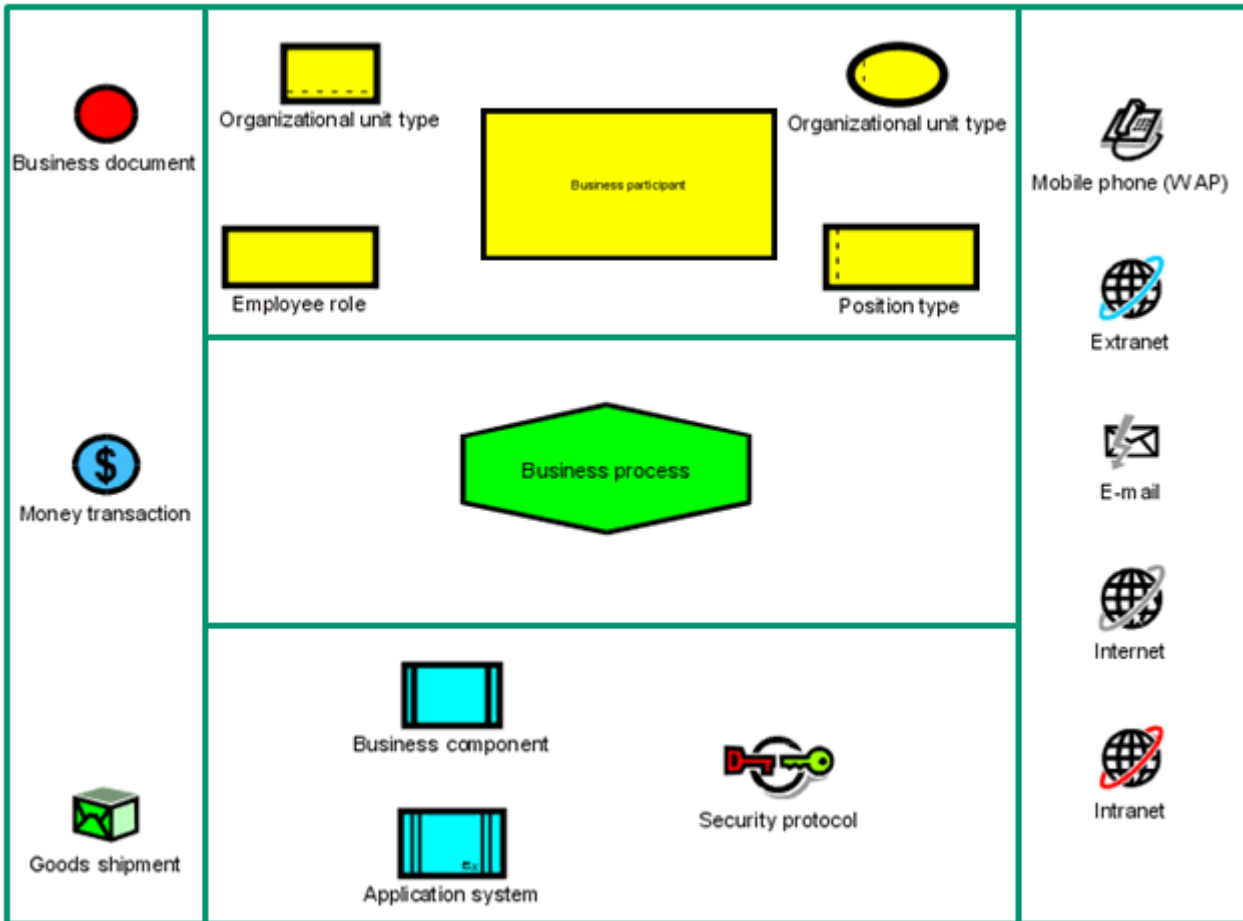 Business document
Money transaction
$
Goods shipment
Organizational unit type
Organizational unit type
Business participant
Employee role
Position type
Business process
Business component
Application system
Security protocol
Mobile phone (WAP)
Extranet
E-mail
Internet
Intranet